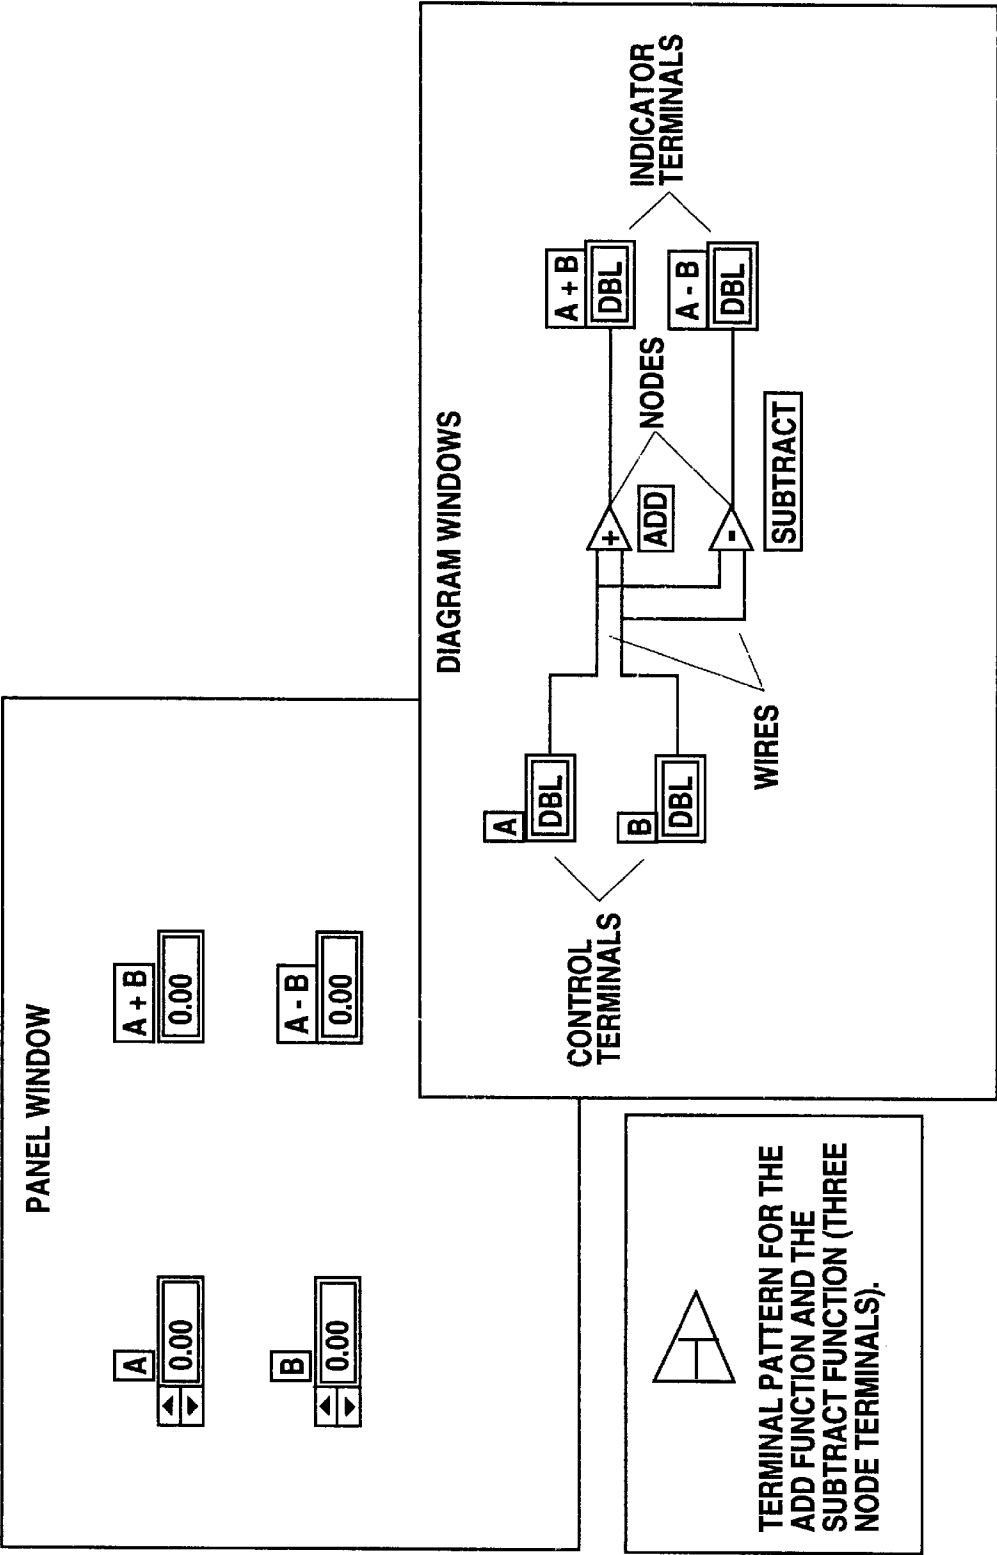 PANEL WINDOW
A
0.00
A + B
0.00
B
0.00
A - B
0.00
DIAGRAM WINDOWS
A
DBL
A + B
DBL
INDICATOR
TERMINALS
+
ADD
NODES
CONTROL
TERMINALS
B
DBL
A - B
DBL
-
SUBTRACT
WIRES
TERMINAL PATTERN FOR THE
ADD FUNCTION AND THE
SUBTRACT FUNCTION (THREE
NODE TERMINALS).